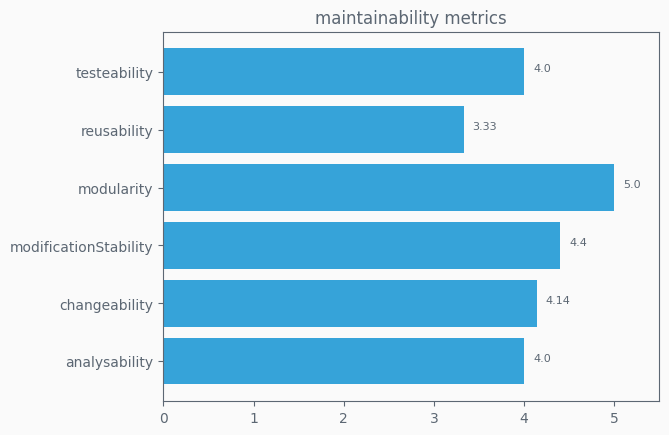 maintainability metrics
testeability
4.0
reusability
3.33
modularity
5.0
modificationStability
4.4
changeability
4.14
analysability
4.0
0 1 2 3 4 5